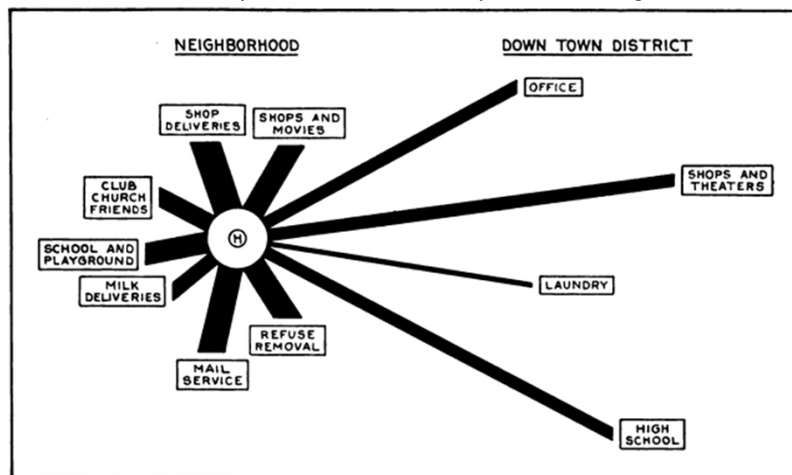 NEIGHBORHOOD
DOWN TOWN DISTRICT
OFFICE
SHOP
DELIVERIES
SHOPS AND
MOVIES
SHOPS AND
THEATERS
CLUB
CHURCH
FRIENDS
H
SCHOOL AND
PLAYGROUND
MILK
DELIVERIES
LAUNDRY
REFUSE
REMOVAL
MAIL
SERVICE
HIGH
SCHOOL